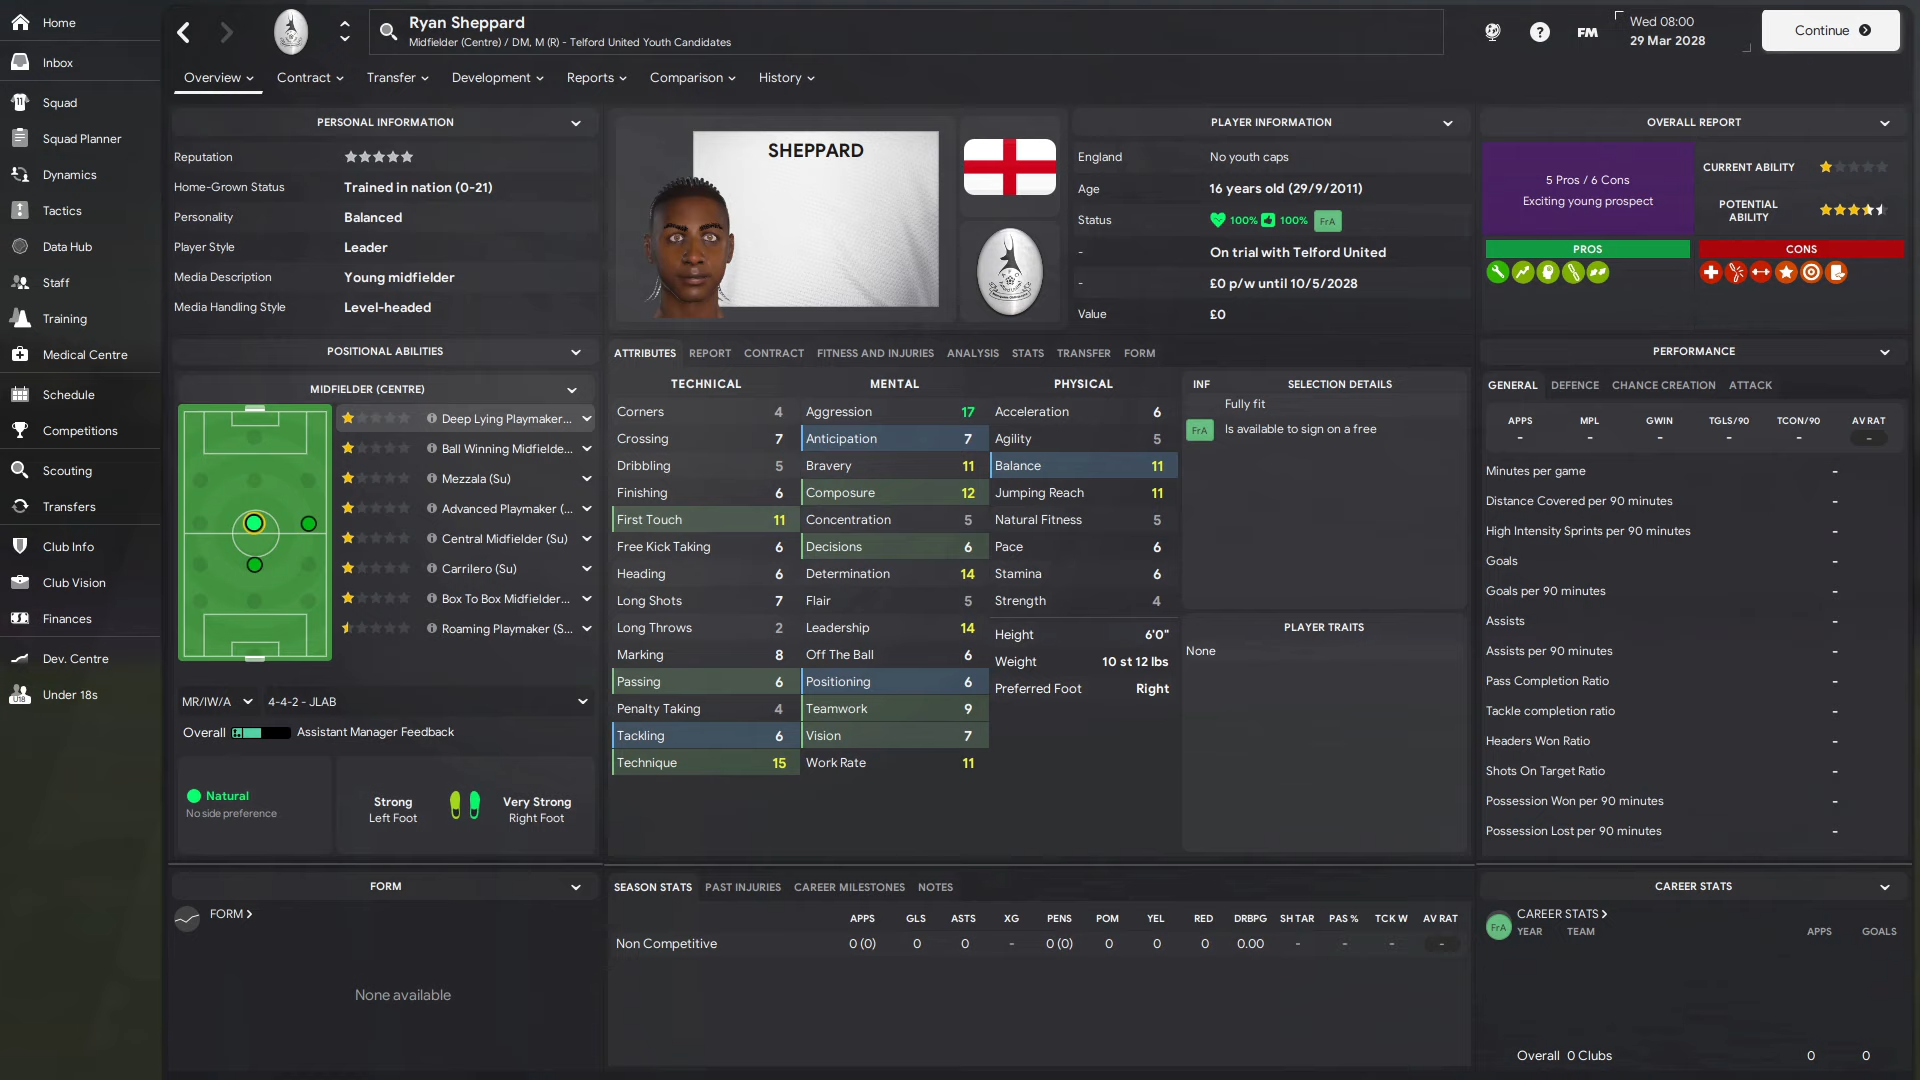 Home
Inbox
Squad
Squad Planner
Dynamics
Tactics
Data Hub
Staff
Training
Medical Centre
Schedule
Competitions
Scouting
Transfers
Club Info
Club Vision
Finances
Dev. Centre
Under 18s
Ryan Sheppard
Midfielder (Centre) / DM, M (R) - Telford United Youth Candidates
FM
Wed 08:00
29 Mar 2028
Continue
Overview
Contract
Transfer
Development
Reports
Comparison
History
PERSONAL INFORMATION
Reputation
Home-Grown Status Trained in nation (0-21)
Personality Balanced
Player Style Leader
Media Description Young midfielder
Media Handling Style Level-headed
SHEPPARD
PLAYER INFORMATION
England No youth caps
Age 16 years old (29/9/2011)
Status 100% 100% FrA
- On trial with Telford United
- £0 p/w until 10/5/2028
Value £0
OVERALL REPORT
5 Pros / 6 Cons
Exciting young prospect
CURRENT ABILITY
POTENTIAL
ABILITY
PROS
CONS
POSITIONAL ABILITIES
MIDFIELDER (CENTRE)
Deep Lying Playmaker...
Ball Winning Midfielde...
Mezzala (Su)
Advanced Playmaker (...
Central Midfielder (Su)
Carrilero (Su)
Box To Box Midfielder...
Roaming Playmaker (S...
MR/IW/A 4-4-2 - JLAB
Overall Assistant Manager Feedback
Natural
No side preference
Strong
Left Foot
Very Strong
Right Foot
ATTRIBUTES REPORT CONTRACT FITNESS AND INJURIES ANALYSIS STATS TRANSFER FORM
TECHNICAL
Corners 4
Crossing 7
Dribbling 5
Finishing 6
First Touch 11
Free Kick Taking 6
Heading 6
Long Shots 7
Long Throws 2
Marking 8
Passing 6
Penalty Taking 4
Tackling 6
Technique 15
MENTAL
Aggression 17
Anticipation 7
Bravery 11
Composure 12
Concentration 5
Decisions 6
Determination 14
Flair 5
Leadership 14
Off The Ball 6
Positioning 6
Teamwork 9
Vision 7
Work Rate 11
PHYSICAL
Acceleration 6
Agility 5
Balance 11
Jumping Reach 11
Natural Fitness 5
Pace 6
Stamina 6
Strength 4
Height 6'0"
Weight 10 st 12 lbs
Preferred Foot Right
INF SELECTION DETAILS
Fully fit
FrA Is available to sign on a free
PLAYER TRAITS
None
PERFORMANCE
GENERAL DEFENCE CHANCE CREATION ATTACK
APPS MPL GWIN TGLS/90 TCON/90 AV RAT
- - - - - -
Minutes per game -
Distance Covered per 90 minutes -
High Intensity Sprints per 90 minutes -
Goals -
Goals per 90 minutes -
Assists -
Assists per 90 minutes -
Pass Completion Ratio -
Tackle completion ratio -
Headers Won Ratio -
Shots On Target Ratio -
Possession Won per 90 minutes -
Possession Lost per 90 minutes -
FORM
FORM >
None available
SEASON STATS PAST INJURIES CAREER MILESTONES NOTES
APPS GLS ASTS XG PENS POM YEL RED DRBPG SH TAR PAS % TCK W AV RAT
Non Competitive 0 (0) 0 0 - 0 (0) 0 0 0 0.00 - - - -
CAREER STATS
FrA
CAREER STATS >
YEAR TEAM APPS GOALS
Overall 0 Clubs 0 0